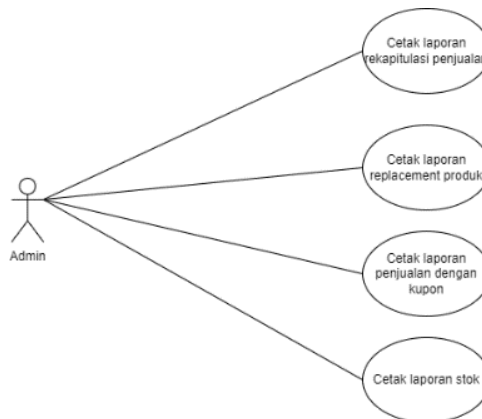 Cetak laporan
rekapitulasi penjualan
Cetak laporan
replacement produk
Admin
Cetak laporan
penjualan dengan
kupon
Cetak laporan stok